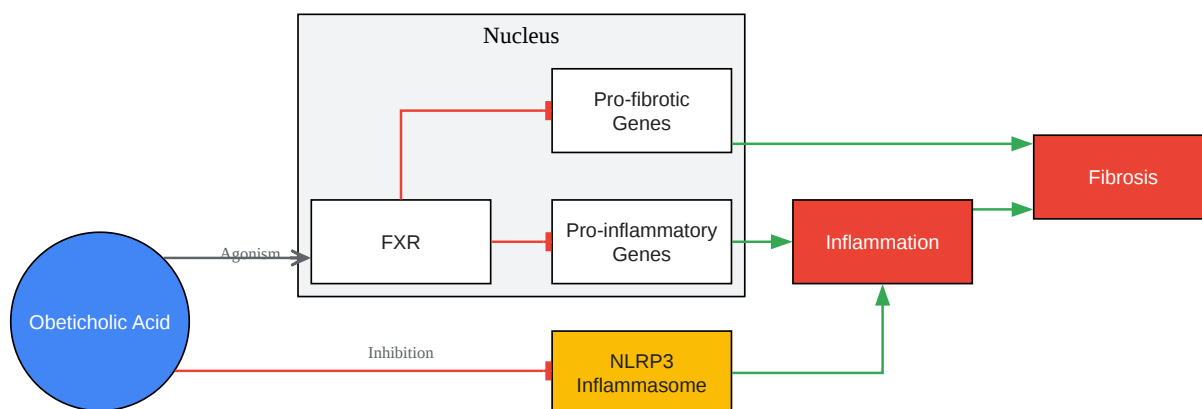 Nucleus
Pro-fibrotic
Genes
Fibrosis
FXR
Pro-inflammatory
Genes
Inflammation
Agonism
Obeticholic Acid
Inhibition
NLRP3
Inflammasome